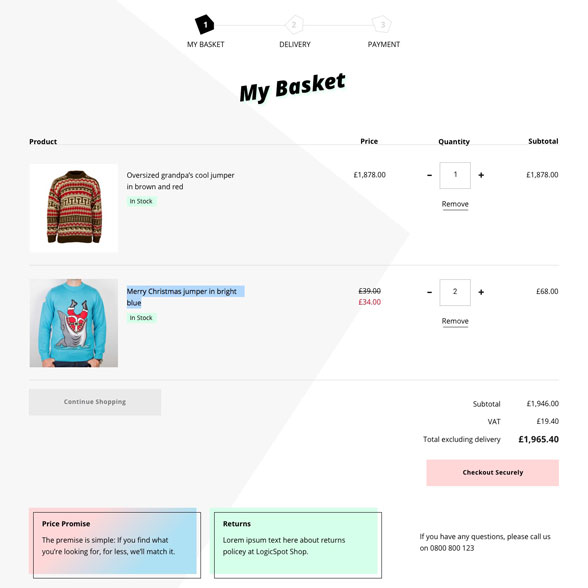 1
2
3
MY BASKET
DELIVERY
PAYMENT
My Basket
Product
Price
Quantity
Subtotal
Oversized grandpa's cool jumper
in brown and red
In Stock
£1,878.00
- 1 +
Remove
£1,878.00
Merry Christmas jumper in bright
blue
In Stock
£39.00
£34.00
- 2 +
Remove
£68.00
Continue Shopping
Subtotal £1,946.00
VAT £19.40
Total excluding delivery £1,965.40
Checkout Securely
Price Promise
The premise is simple: If you find what
you're looking for, for less, we'll match it.
Returns
Lorem ipsum text here about returns
policey at LogicSpot Shop.
If you have any questions, please call us
on 0800 800 123